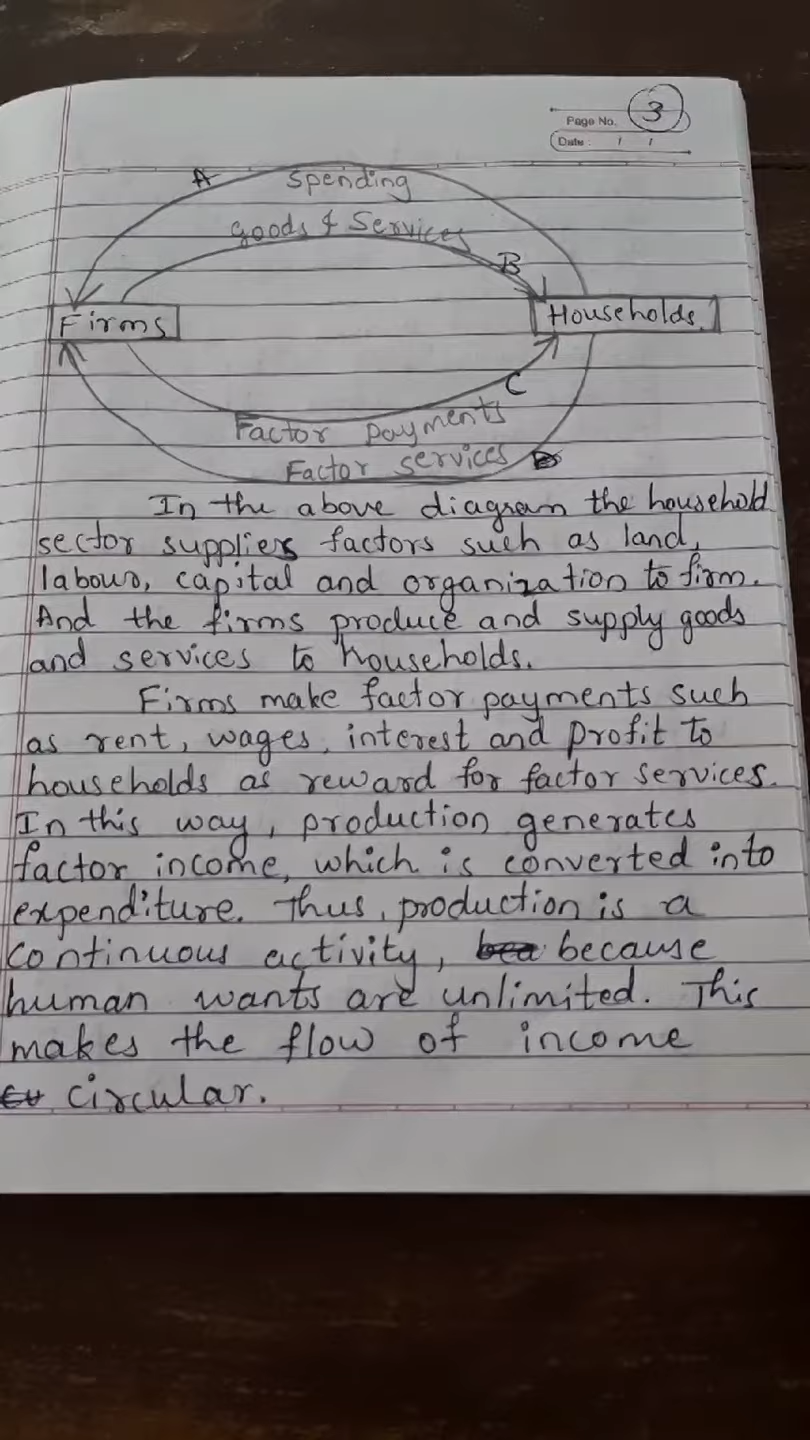 Page No. 3
Date : / /
A Spending
goods & Services
B
Firms
Households.
C
Factor payments
Factor services D
In the above diagram the household
sector suppliers factors such as land,
labour, capital and organization to firm.
And the firms produce and supply goods
and services to households.
Firms make factor payments such
as rent, wages, interest and profit to
households as reward for factor services.
In this way, production generates
factor income, which is converted into
expenditure. Thus, production is a
continuous activity, because
human wants are unlimited. This
makes the flow of income
circular.